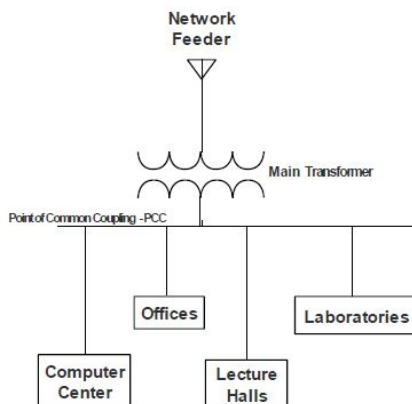 Network
Feeder
Main Transformer
Point of Common Coupling -PCC
Offices
Laboratories
Computer
Center
Lecture
Halls